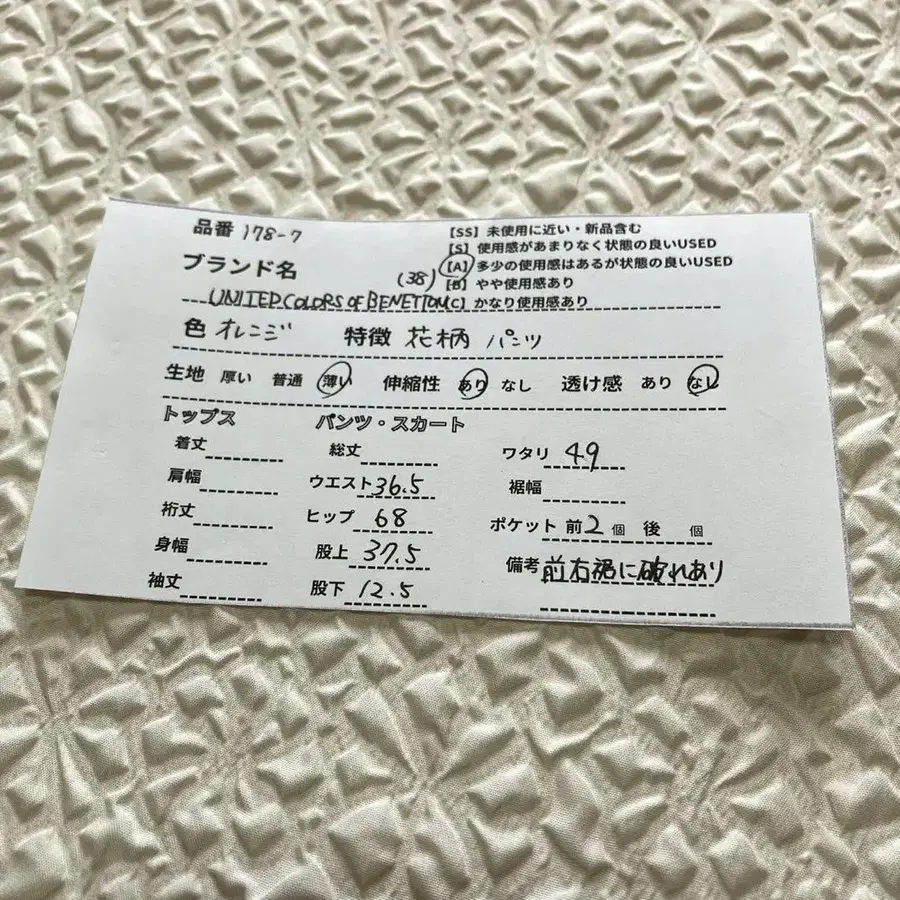 品番 178-7
[SS] 未使用に近い・新品含む
[S] 使用感があまりなく状態の良いUSED
[A] 多少の使用感はあるが状態の良いUSED
[B] やや使用感あり
[C] かなり使用感あり
ブランド名 (38)
UNITED COLORS OF BENETTON
色 オレンジ 特徴 花柄 パンツ
生地 厚い 普通 薄い 伸縮性 あり なし 透け感 あり なし
トップス
着丈
肩幅
裄丈
身幅
袖丈
パンツ・スカート
総丈
ウエスト 36.5
ヒップ 68
股上 37.5
股下 12.5
ワタリ 49
裾幅
ポケット 前 2 個 後 個
備考 前右裾に破れあり